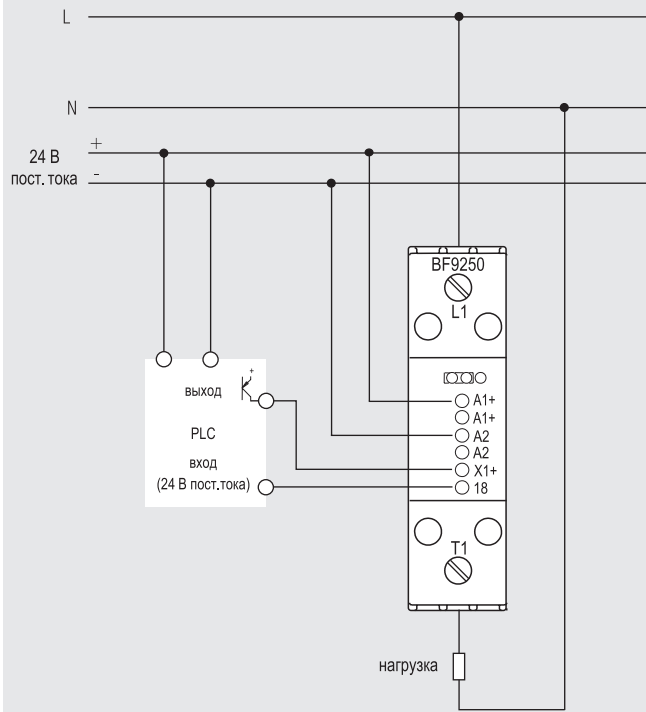 L
N
+
24 В
пост. тока
-
BF9250
L1
A1+
A1+
A2
A2
X1+
18
T1
выход
+
PLC
вход
(24 В пост.тока)
нагрузка